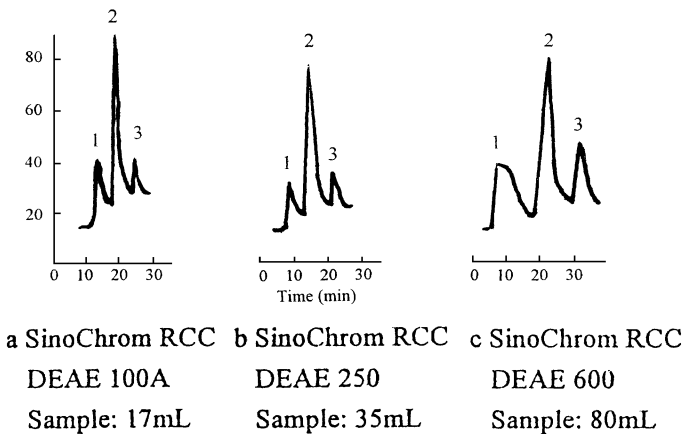 2
80
60
40
20
1
3
0 10 20 30
2
1
3
0 10 20 30
Time (min)
2
1
3
0 10 20 30
a SinoChrom RCC
DEAE 100A
Sample: 17mL
b SinoChrom RCC
DEAE 250
Sample: 35mL
c SinoChrom RCC
DEAE 600
Sample: 80mL